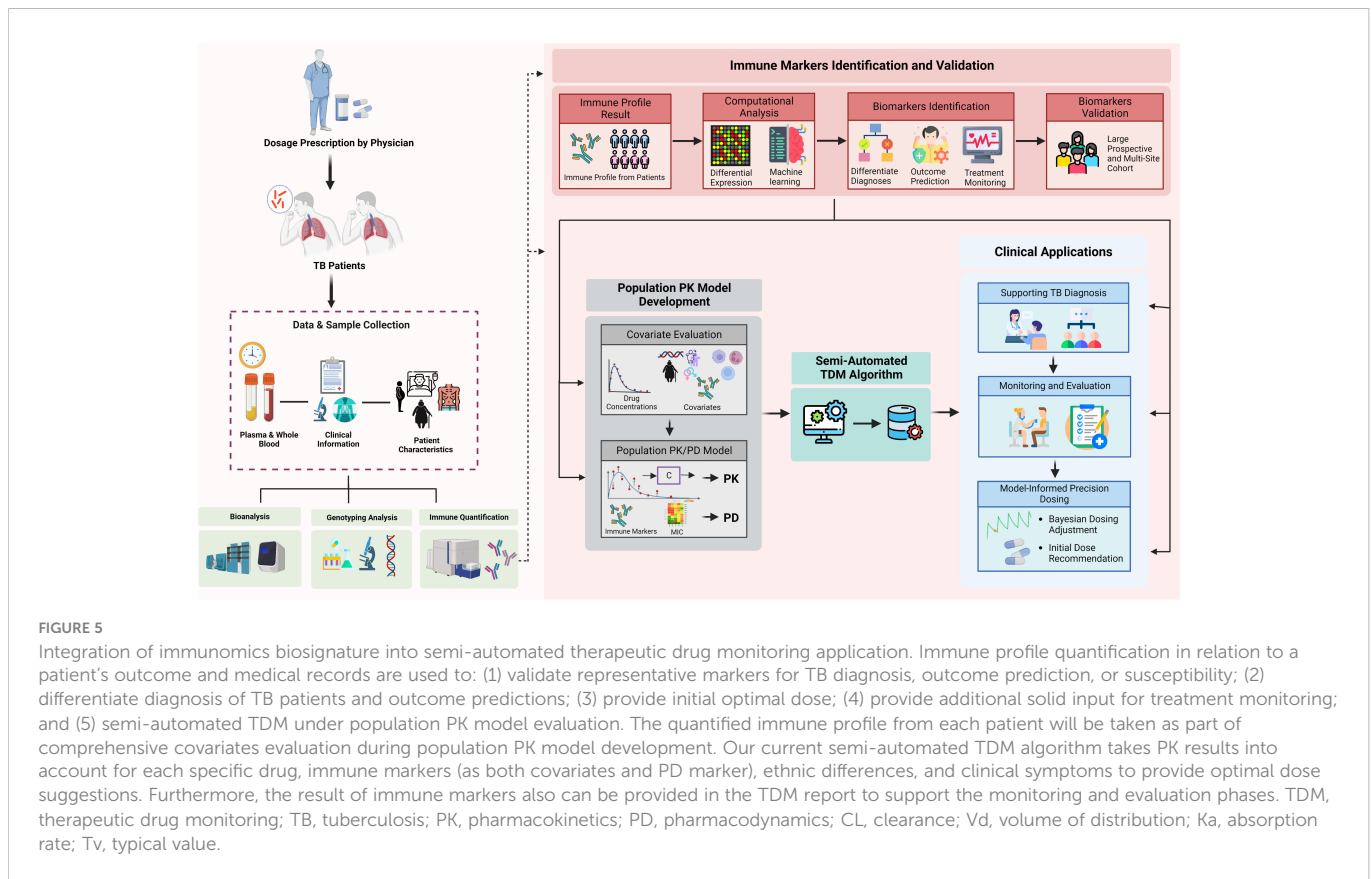 Dosage Prescription by Physician
TB Patients
Data & Sample Collection
Plasma & Whole
Blood
Clinical
Information
Patient
Characteristics
Bioanalysis
Genotyping Analysis
Immune Quantification
Immune Markers Identification and Validation
Immune Profile
Result
Immune Profile from Patients
Computational
Analysis
Differential
Expression
Machine
learning
Biomarkers Identification
Differentiate
Diagnoses
Outcome
Prediction
Treatment
Monitoring
Biomarkers
Validation
Large
Prospective
and Multi-Site
Cohort
Population PK Model
Development
Covariate Evaluation
Drug
Concentrations
Covariates
Population PK/PD Model
C
PK
Immune Markers
MIC
PD
Semi-Automated
TDM Algorithm
Clinical Applications
Supporting TB Diagnosis
Monitoring and Evaluation
Model-Informed Precision
Dosing
• Bayesian Dosing
Adjustment
• Initial Dose
Recommendation
FIGURE 5
Integration of immunomics biosignature into semi-automated therapeutic drug monitoring application. Immune profile quantification in relation to a
patient's outcome and medical records are used to: (1) validate representative markers for TB diagnosis, outcome prediction, or susceptibility; (2)
differentiate diagnosis of TB patients and outcome predictions; (3) provide initial optimal dose; (4) provide additional solid input for treatment monitoring;
and (5) semi-automated TDM under population PK model evaluation. The quantified immune profile from each patient will be taken as part of
comprehensive covariates evaluation during population PK model development. Our current semi-automated TDM algorithm takes PK results into
account for each specific drug, immune markers (as both covariates and PD marker), ethnic differences, and clinical symptoms to provide optimal dose
suggestions. Furthermore, the result of immune markers also can be provided in the TDM report to support the monitoring and evaluation phases. TDM,
therapeutic drug monitoring; TB, tuberculosis; PK, pharmacokinetics; PD, pharmacodynamics; CL, clearance; Vd, volume of distribution; Ka, absorption
rate; Tv, typical value.